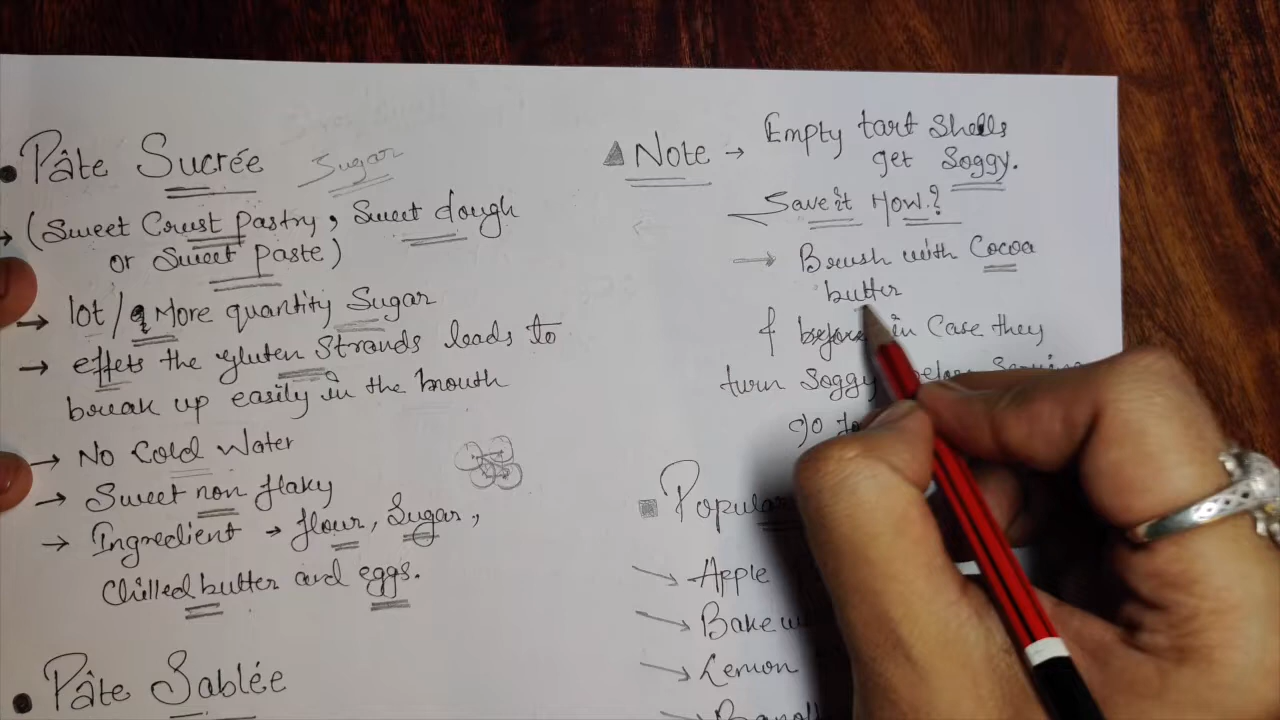 • Pâte Sucrée
Sugar
→ (Sweet Crust Pastry, Sweet dough
or Sweet Paste)
→ lot / More quantity Sugar
→ effets the gluten Strands leads to
break up easily in the mouth
→ No Cold Water
→ Sweet non flaky
→ Ingredient → flour, Sugar,
Chilled butter and eggs.
• Pâte Sablée
▲ Note → Empty tart Shells
get Soggy.
Save it How?
→ Brush with Cocoa
butter
before in Case they
turn Soggy before
go
■ Popular
→ Apple
→ Bake
→ Lemon